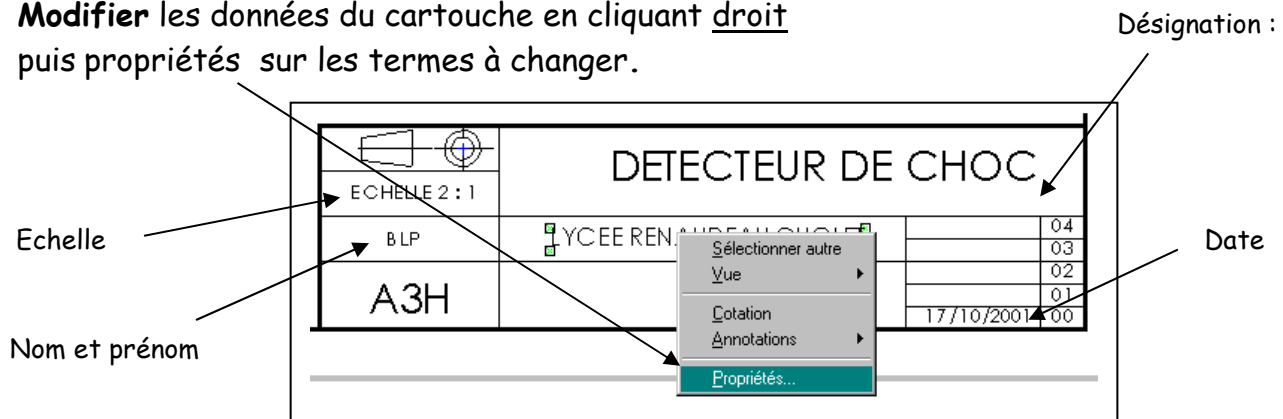 Modifier les données du cartouche en cliquant droit
puis propriétés sur les termes à changer.
Désignation :
DETECTEUR DE CHOC
ECHELLE 2 : 1
Echelle
BLP
YCEE REN
04
03
02
01
17/10/2001 00
Date
A3H
Nom et prénom
Sélectionner autre
Vue
Cotation
Annotations
Propriétés...